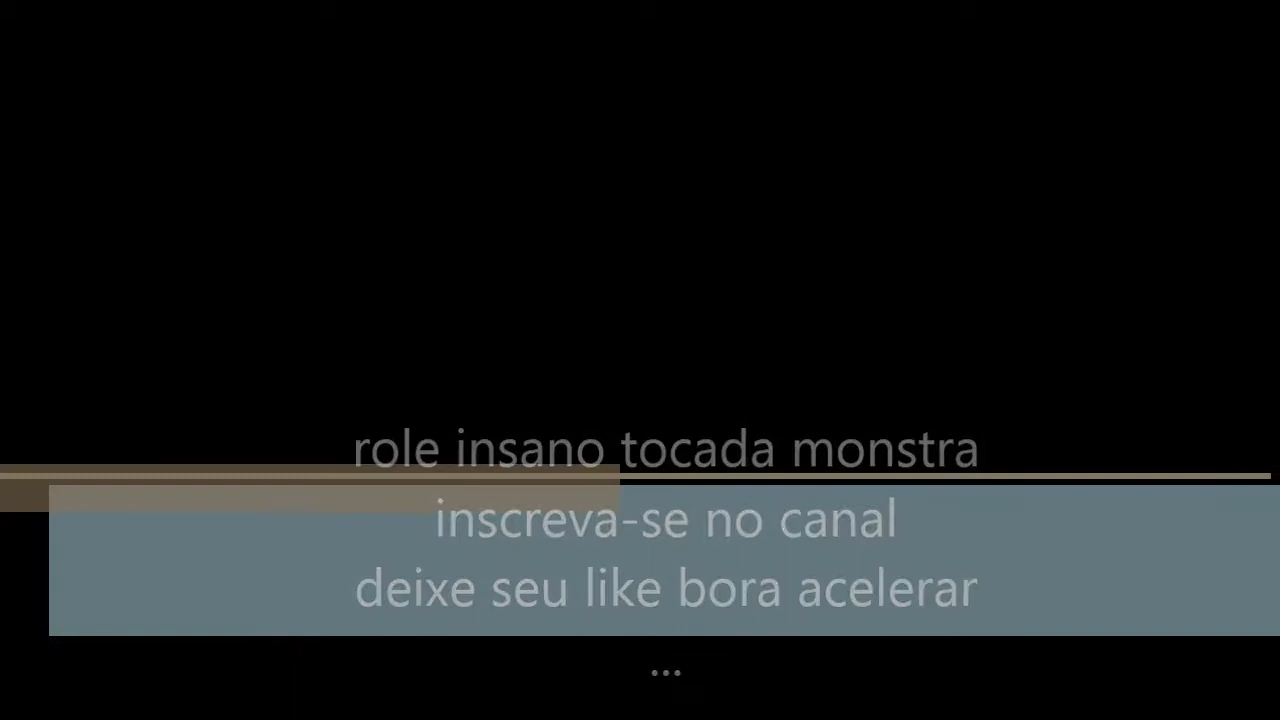 role insano tocada monstra
inscreva-se no canal
deixe seu like bora acelerar
...